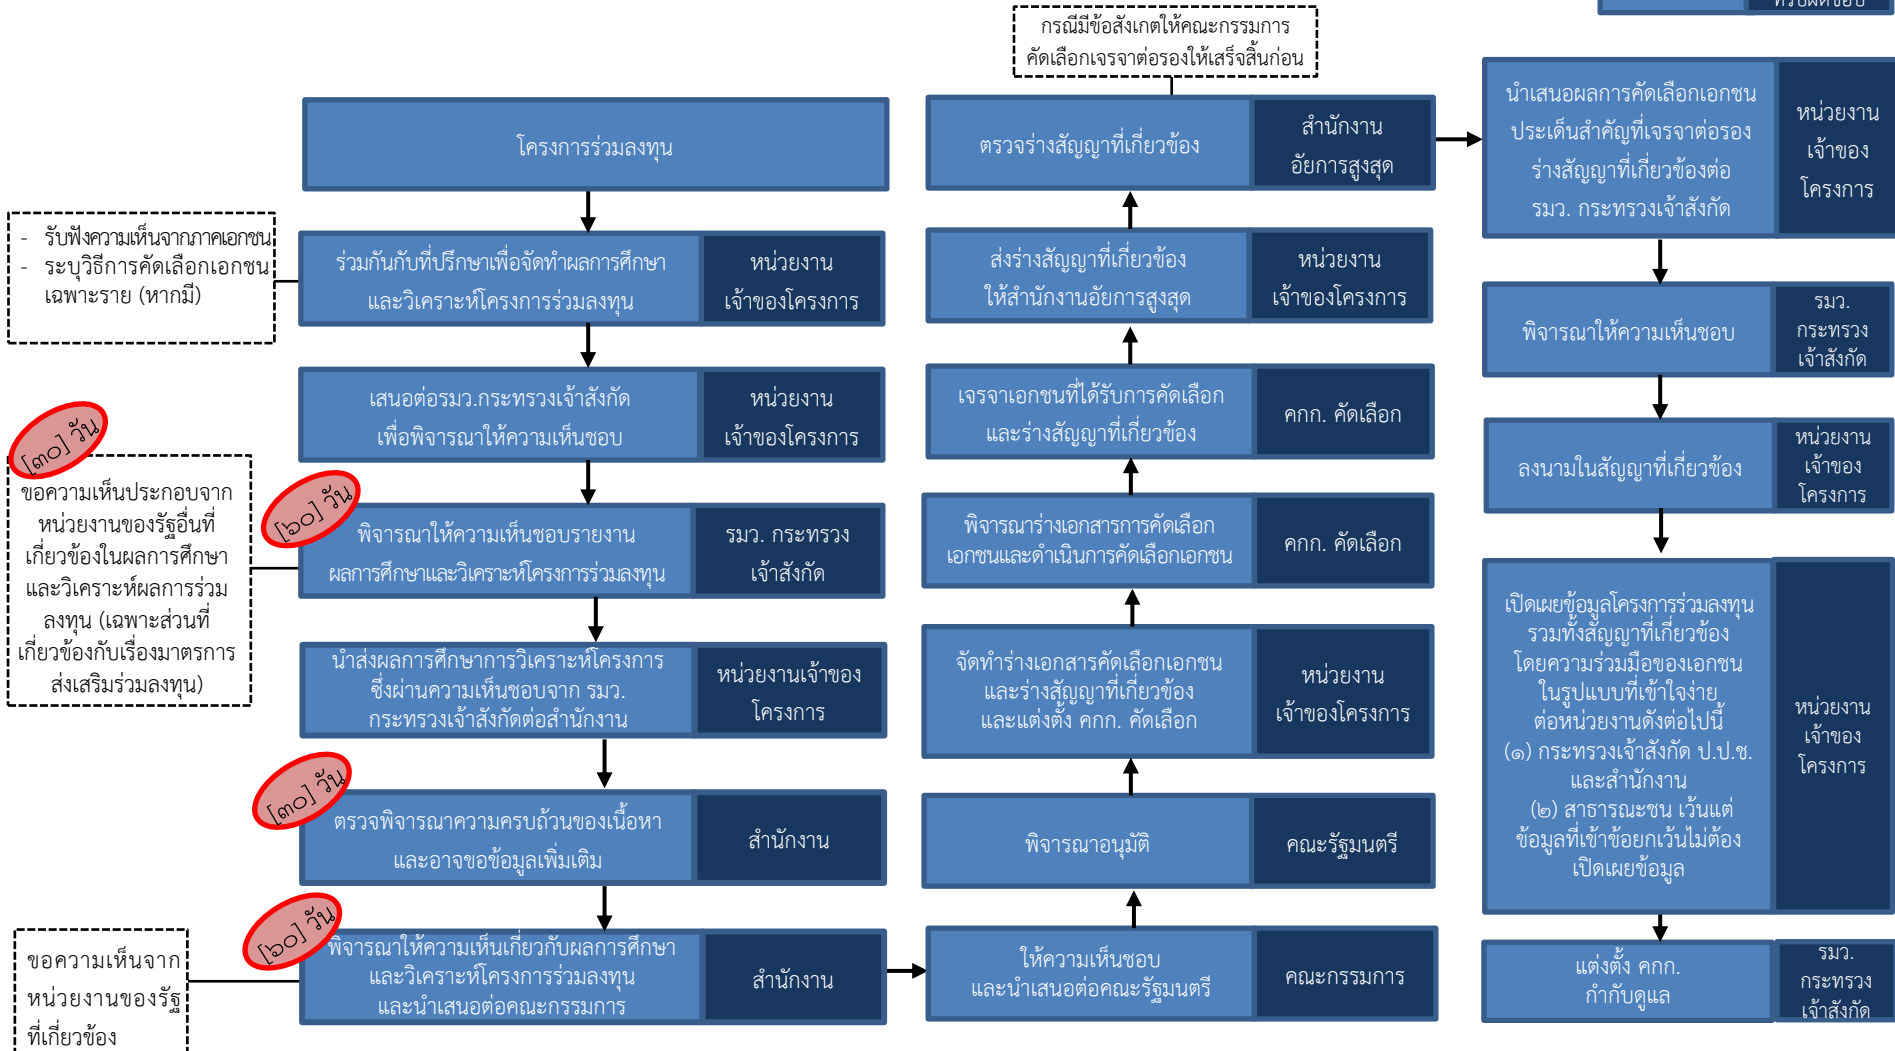 โครงการร่วมลงทุน
- รับฟังความเห็นจากภาคเอกชน
- ระบุวิธีการคัดเลือกเอกชน
เฉพาะราย (หากมี)
ร่วมกันกับที่ปรึกษาเพื่อจัดทำผลการศึกษา
และวิเคราะห์โครงการร่วมลงทุน
หน่วยงาน
เจ้าของโครงการ
เสนอต่อรมว.กระทรวงเจ้าสังกัด
เพื่อพิจารณาให้ความเห็นชอบ
หน่วยงาน
เจ้าของโครงการ
[๓๐] วัน
ขอความเห็นประกอบจาก
หน่วยงานของรัฐอื่นที่
เกี่ยวข้องในผลการศึกษา
และวิเคราะห์ผลการร่วม
ลงทุน (เฉพาะส่วนที่
เกี่ยวข้องกับเรื่องมาตรการ
ส่งเสริมร่วมลงทุน)
[๖๐] วัน
พิจารณาให้ความเห็นชอบรายงาน
ผลการศึกษาและวิเคราะห์โครงการร่วมลงทุน
รมว. กระทรวง
เจ้าสังกัด
นำส่งผลการศึกษาการวิเคราะห์โครงการ
ซึ่งผ่านความเห็นชอบจาก รมว.
กระทรวงเจ้าสังกัดต่อสำนักงาน
หน่วยงานเจ้าของ
โครงการ
[๓๐] วัน
ตรวจพิจารณาความครบถ้วนของเนื้อหา
และอาจขอข้อมูลเพิ่มเติม
สำนักงาน
[๖๐] วัน
พิจารณาให้ความเห็นเกี่ยวกับผลการศึกษา
และวิเคราะห์โครงการร่วมลงทุน
และนำเสนอต่อคณะกรรมการ
สำนักงาน
ขอความเห็นจาก
หน่วยงานของรัฐ
ที่เกี่ยวข้อง
กรณีมีข้อสังเกตให้คณะกรรมการ
คัดเลือกเจรจาต่อรองให้เสร็จสิ้นก่อน
ตรวจร่างสัญญาที่เกี่ยวข้อง
สำนักงาน
อัยการสูงสุด
ส่งร่างสัญญาที่เกี่ยวข้อง
ให้สำนักงานอัยการสูงสุด
หน่วยงาน
เจ้าของโครงการ
เจรจาเอกชนที่ได้รับการคัดเลือก
และร่างสัญญาที่เกี่ยวข้อง
คกก. คัดเลือก
พิจารณาร่างเอกสารการคัดเลือก
เอกชนและดำเนินการคัดเลือกเอกชน
คกก. คัดเลือก
จัดทำร่างเอกสารคัดเลือกเอกชน
และร่างสัญญาที่เกี่ยวข้อง
และแต่งตั้ง คกก. คัดเลือก
หน่วยงาน
เจ้าของโครงการ
พิจารณาอนุมัติ
คณะรัฐมนตรี
ให้ความเห็นชอบ
และนำเสนอต่อคณะรัฐมนตรี
คณะกรรมการ
นำเสนอผลการคัดเลือกเอกชน
ประเด็นสำคัญที่เจรจาต่อรอง
ร่างสัญญาที่เกี่ยวข้องต่อ
รมว. กระทรวงเจ้าสังกัด
หน่วยงาน
เจ้าของ
โครงการ
พิจารณาให้ความเห็นชอบ
รมว.
กระทรวง
เจ้าสังกัด
ลงนามในสัญญาที่เกี่ยวข้อง
หน่วยงาน
เจ้าของ
โครงการ
เปิดเผยข้อมูลโครงการร่วมลงทุน
รวมทั้งสัญญาที่เกี่ยวข้อง
โดยความร่วมมือของเอกชน
ในรูปแบบที่เข้าใจง่าย
ต่อหน่วยงานดังต่อไปนี้
(๑) กระทรวงเจ้าสังกัด ป.ป.ช.
และสำนักงาน
(๒) สาธารณะชน เว้นแต่
ข้อมูลที่เข้าข้อยกเว้นไม่ต้อง
เปิดเผยข้อมูล
หน่วยงาน
เจ้าของ
โครงการ
แต่งตั้ง คกก.
กำกับดูแล
รมว.
กระทรวง
เจ้าสังกัด